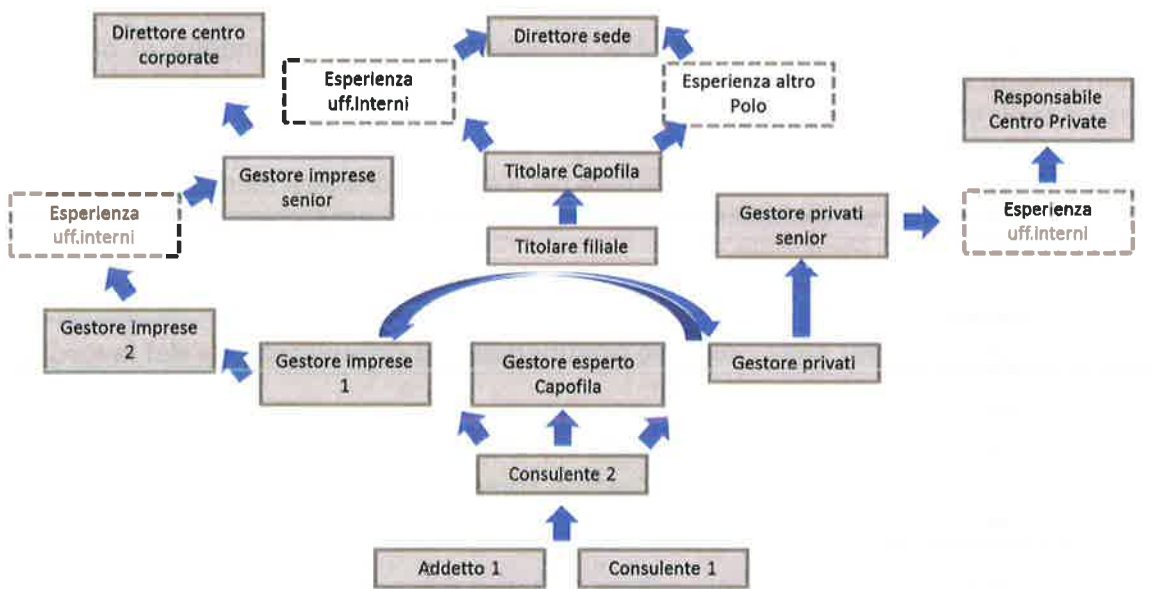 Direttore centro
corporate
Direttore sede
Esperienza
uff.Interni
Esperienza altro
Polo
Responsabile
Centro Private
Titolare Capofila
Gestore imprese
senior
Esperienza
uff.interni
Gestore privati
senior
Esperienza
uff.interni
Titolare filiale
Gestore imprese
2
Gestore imprese
1
Gestore esperto
Capofila
Gestore privati
Consulente 2
Addetto 1
Consulente 1